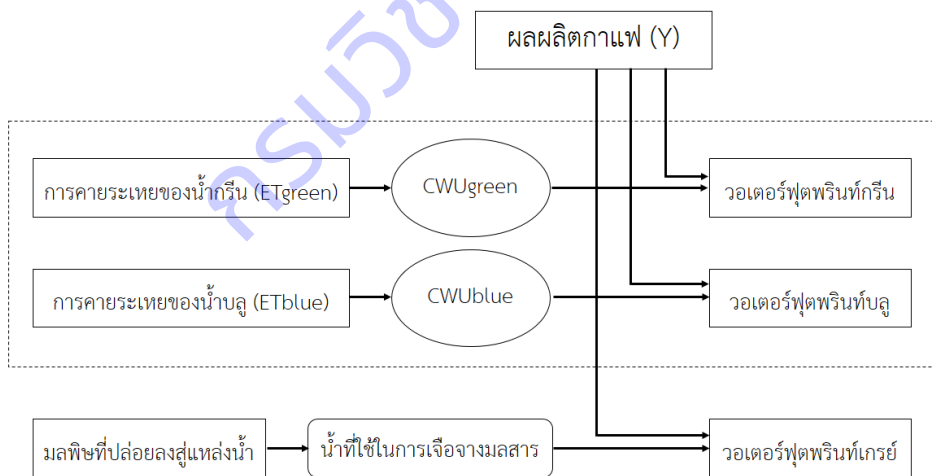 ผลผลิตกาแฟ (Y)
การคายระเหยของน้ำกรีน (ETgreen)
CWUgreen
วอเตอร์ฟุตพรินท์กรีน
การคายระเหยของน้ำบลู (ETblue)
CWUblue
วอเตอร์ฟุตพริ้นท์บลู
มลพิษที่ปล่อยลงสู่แหล่งน้ำ
น้ำที่ใช้ในการเจือจางมลสาร
วอเตอร์ฟุตพริ้นท์เกรย์
กรมวิช